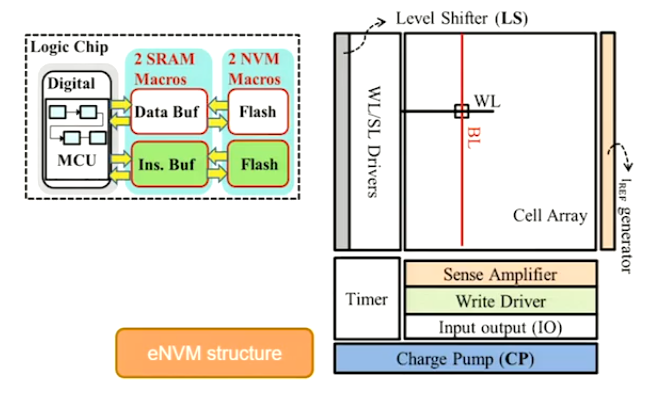 Logic Chip
Digital
MCU
2 SRAM
Macros
Data Buf
Ins. Buf
2 NVM
Macros
Flash
Flash
eNVM structure
Level Shifter (LS)
WL/SL Drivers
WL
BL
Cell Array
IREF generator
Timer
Sense Amplifier
Write Driver
Input output (IO)
Charge Pump (CP)